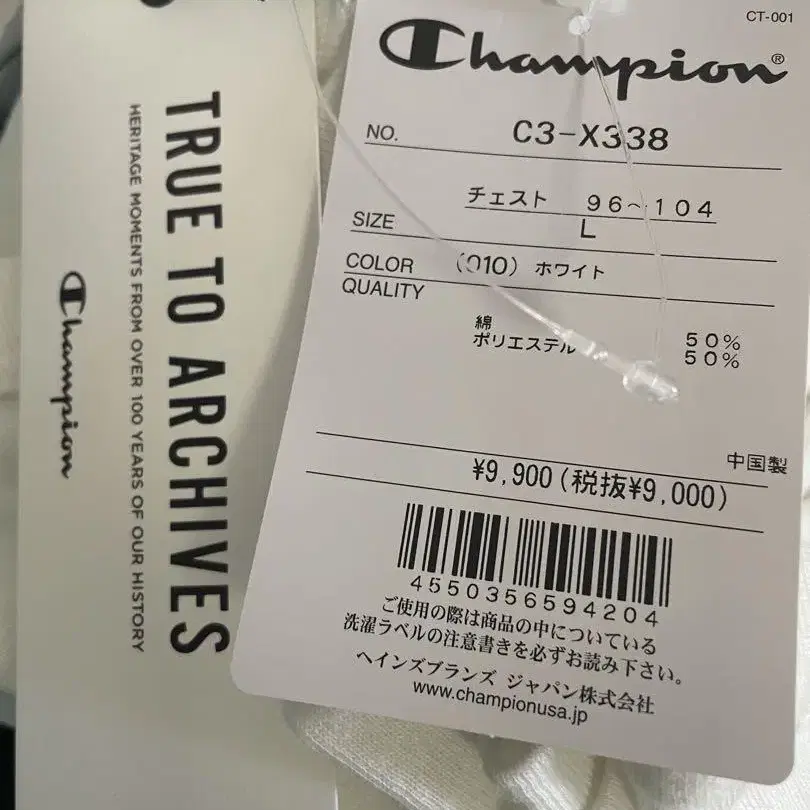 TRUE TO ARCHIVES
HERITAGE MOMENTS FROM OVER 100 YEARS OF OUR HISTORY
Champion
CT-001
Champion®
NO. C3-X338
チェスト 96~104
SIZE L
COLOR (010) ホワイト
QUALITY
綿 50%
ポリエステル 50%
中国製
¥9,900(税抜¥9,000)
4550356594204
ご使用の際は商品の中についている
洗濯ラベルの注意書きを必ずお読み下さい。
ヘインズブランズ ジャパン株式会社
www.championusa.jp